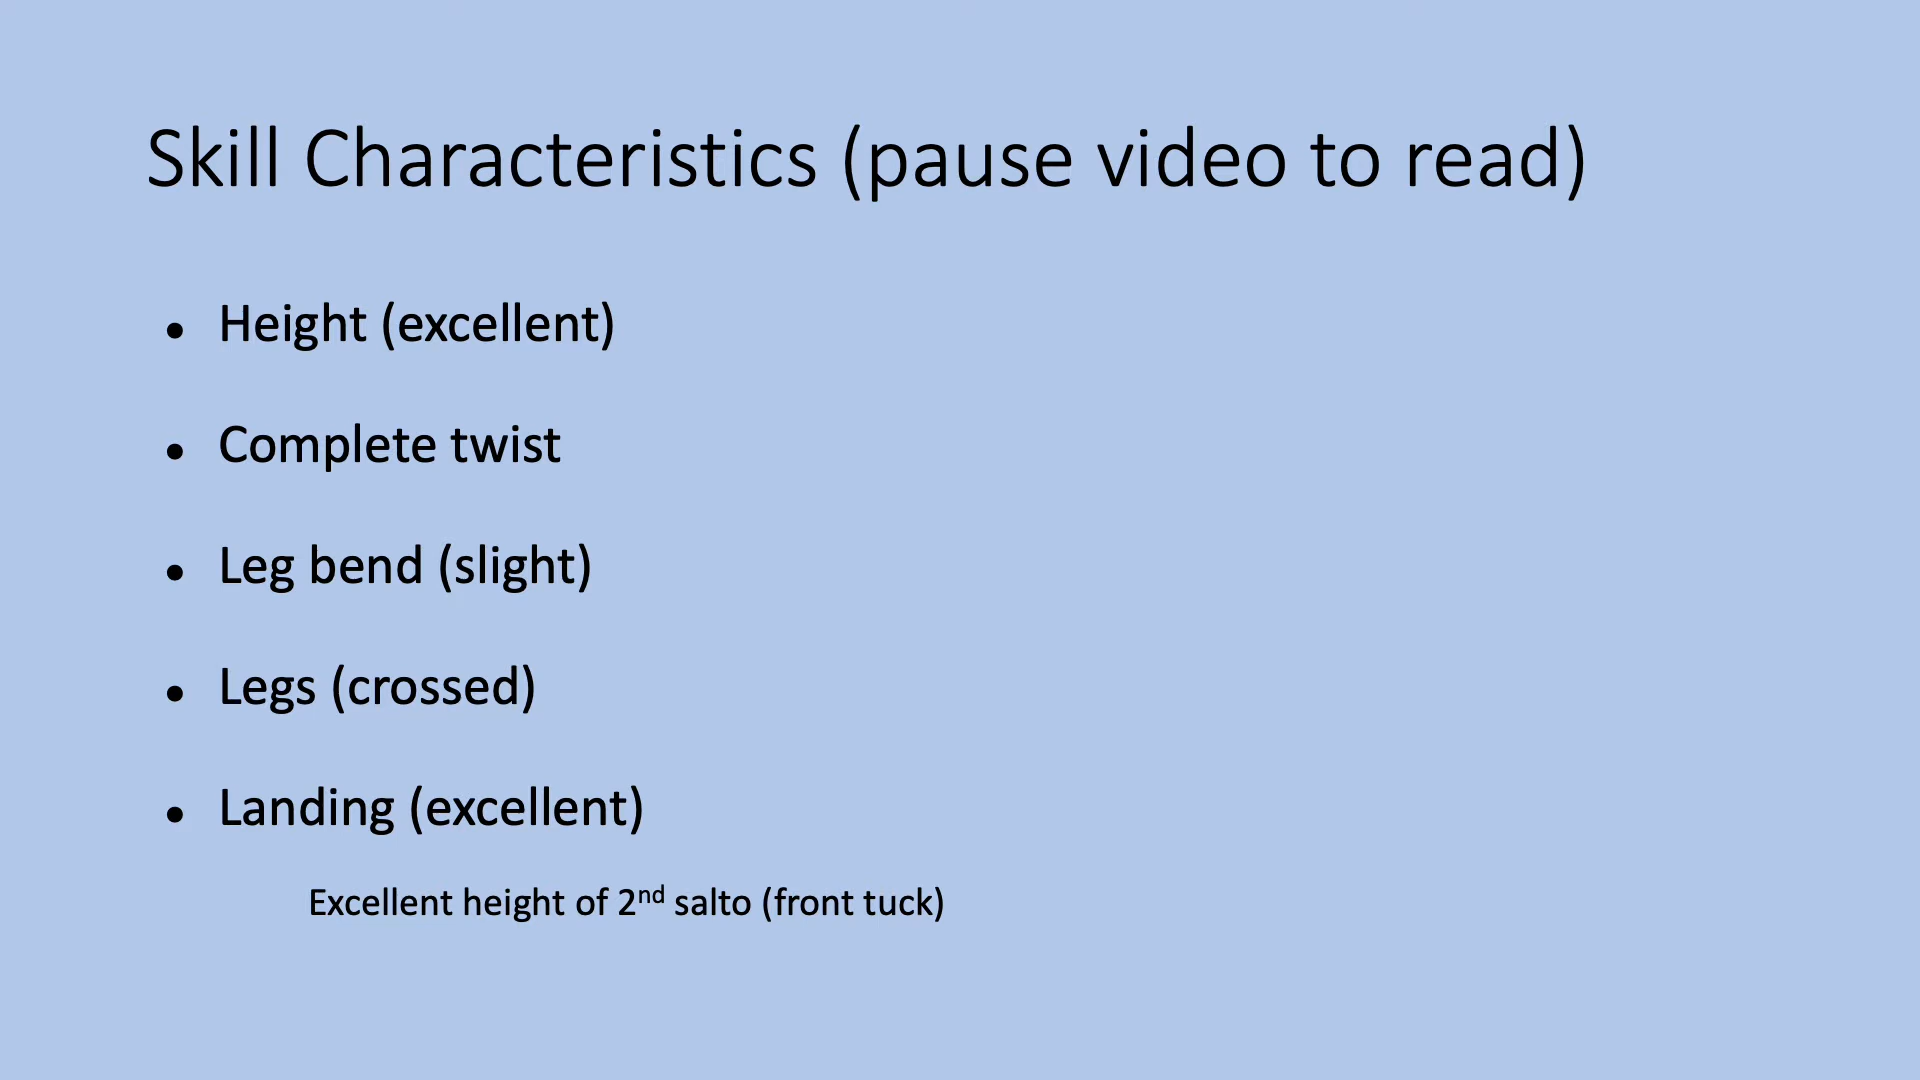 Skill Characteristics (pause video to read)
• Height (excellent)
• Complete twist
• Leg bend (slight)
• Legs (crossed)
• Landing (excellent)
Excellent height of 2nd salto (front tuck)